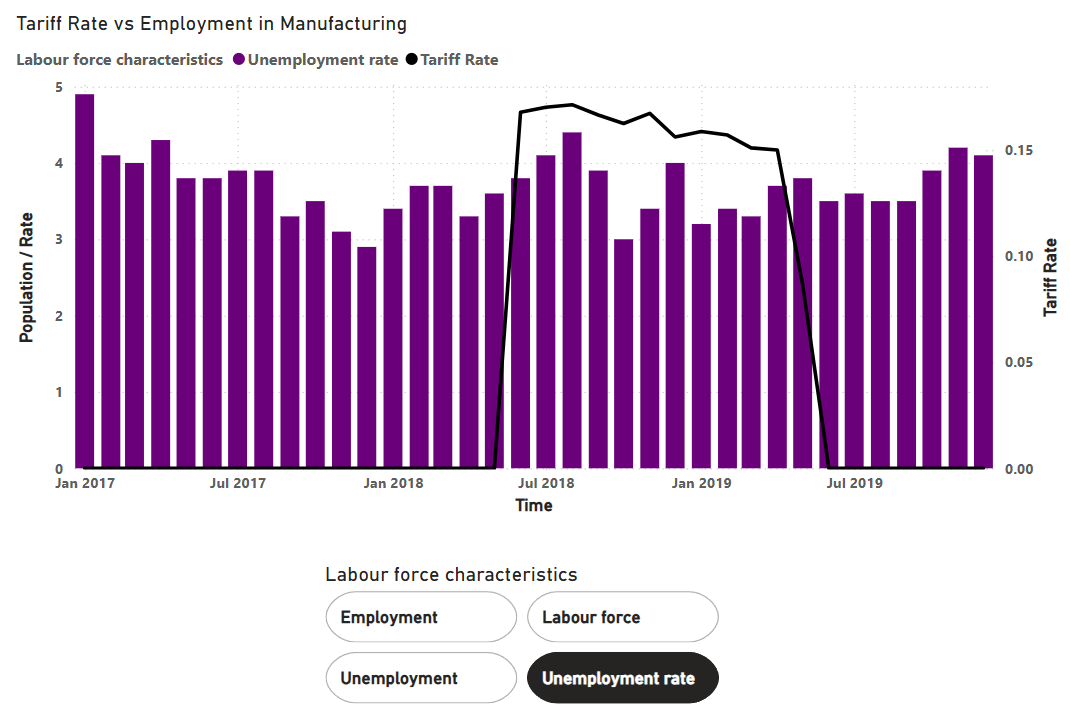 Tariff Rate vs Employment in Manufacturing
Labour force characteristics Unemployment rate Tariff Rate
5
4
3
2
1
0
Population / Rate
0.15
0.10
0.05
0.00
Tariff Rate
Jan 2017 Jul 2017 Jan 2018 Jul 2018 Jan 2019 Jul 2019
Time
Labour force characteristics
Employment Labour force
Unemployment Unemployment rate